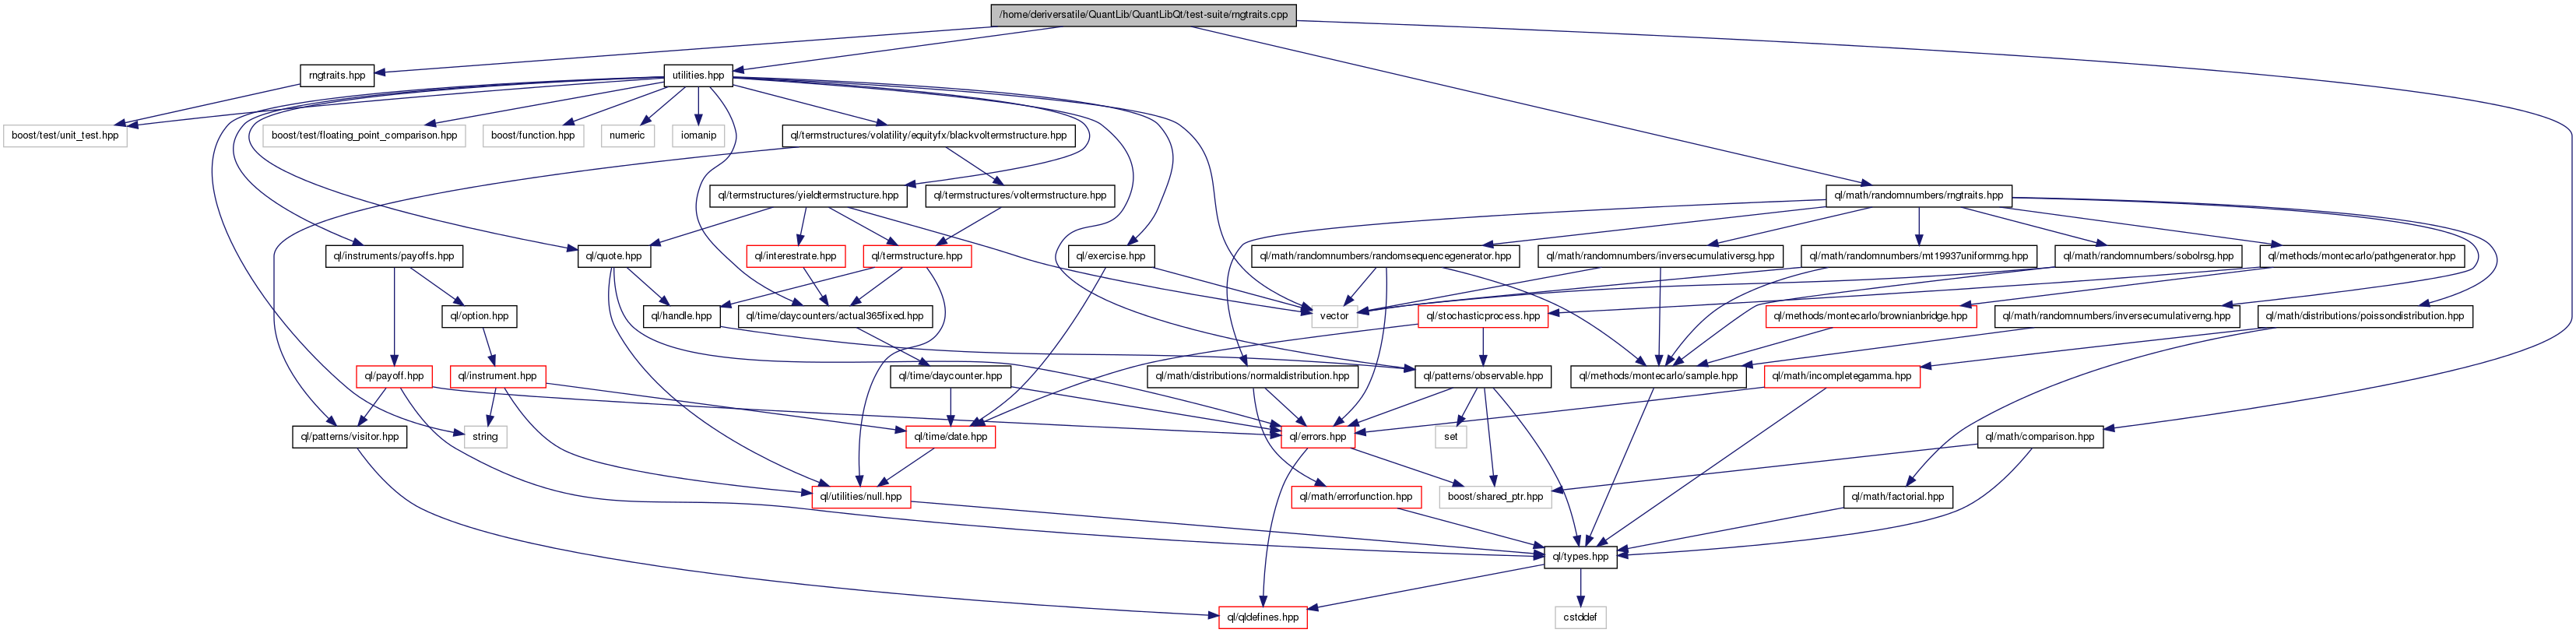 /home/deriversatile/QuantLib/QuantLibQt/test-suite/rngtraits.cpp
rngtraits.hpp
utilities.hpp
boost/test/unit_test.hpp
boost/test/floating_point_comparison.hpp
boost/function.hpp
numeric
iomanip
ql/termstructures/volatility/equityfx/blackvoltermstructure.hpp
ql/termstructures/yieldtermstructure.hpp
ql/termstructures/voltermstructure.hpp
ql/math/randomnumbers/rngtraits.hpp
ql/instruments/payoffs.hpp
ql/quote.hpp
ql/interestrate.hpp
ql/termstructure.hpp
ql/exercise.hpp
ql/math/randomnumbers/randomsequencegenerator.hpp
ql/math/randomnumbers/inversecumulativersg.hpp
ql/math/randomnumbers/mt19937uniformrng.hpp
ql/math/randomnumbers/sobolrsg.hpp
ql/methods/montecarlo/pathgenerator.hpp
ql/option.hpp
ql/handle.hpp
ql/time/daycounters/actual365fixed.hpp
vector
ql/stochasticprocess.hpp
ql/methods/montecarlo/brownianbridge.hpp
ql/math/randomnumbers/inversecumulativerng.hpp
ql/math/distributions/poissondistribution.hpp
ql/payoff.hpp
ql/instrument.hpp
ql/time/daycounter.hpp
ql/math/distributions/normaldistribution.hpp
ql/patterns/observable.hpp
ql/methods/montecarlo/sample.hpp
ql/math/incompletegamma.hpp
ql/patterns/visitor.hpp
string
ql/time/date.hpp
ql/errors.hpp
set
ql/math/comparison.hpp
ql/utilities/null.hpp
ql/math/errorfunction.hpp
boost/shared_ptr.hpp
ql/math/factorial.hpp
ql/types.hpp
ql/qldefines.hpp
cstddef